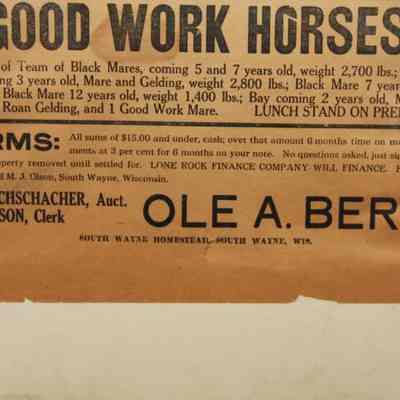 GOOD WORK HORSES
of Team of Black Mares, coming 5 and 7 years old, weight 2,700 lbs.;
ng 3 years old, Mare and Gelding, weight 2,800 lbs.; Black Mare 7 year
Black Mare 12 years old, weight 1,400 lbs.; Bay coming 2 years old, M
Roan Gelding, and 1 Good Work Mare. LUNCH STAND ON PRE
RMS: All sums of $15.00 and under, cash; over that amount 6 months time on mo
ments at 3 per cent for 6 months on your note. No questions asked, just sig
operty removed until settled for. LONE ROCK FINANCE COMPANY WILL FINANCE.
M. J. Olson, South Wayne, Wisconsin.
CHSCHACHER, Auct.
SON, Clerk
OLE A. BER
SOUTH WAYNE HOMESTEAD, SOUTH WAYNE, WIS.